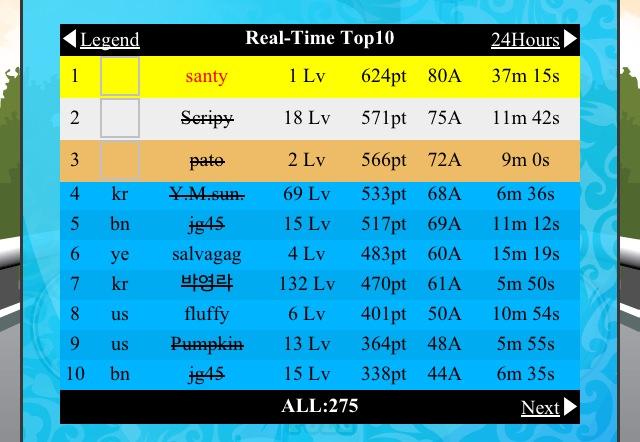 Legend Real-Time Top10 24Hours
1 santy 1 Lv 624pt 80A 37m 15s
2 Scripy 18 Lv 571pt 75A 11m 42s
3 pato 2 Lv 566pt 72A 9m 0s
4 kr Y.M.sun. 69 Lv 533pt 68A 6m 36s
5 bn jg45 15 Lv 517pt 69A 11m 12s
6 ye salvagag 4 Lv 483pt 60A 15m 19s
7 kr 박영락 132 Lv 470pt 61A 5m 50s
8 us fluffy 6 Lv 401pt 50A 10m 54s
9 us Pumpkin 13 Lv 364pt 48A 5m 55s
10 bn jg45 15 Lv 338pt 44A 6m 35s
ALL:275 Next